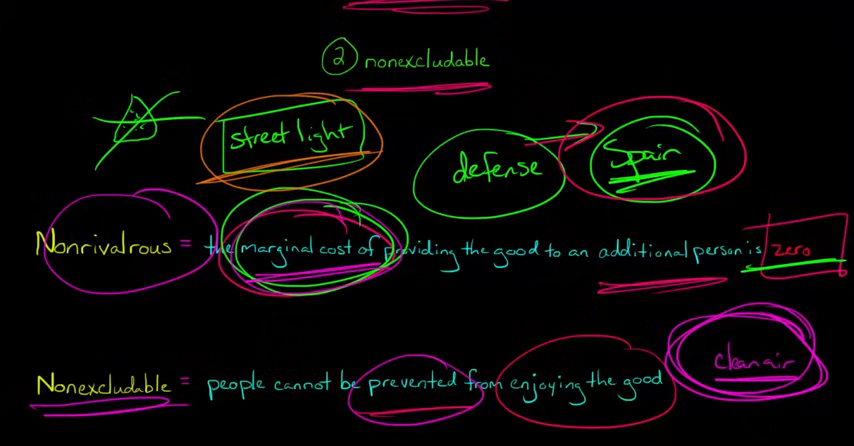 ② nonexcludable
street light
defense
Spain
Nonrivalrous = the marginal cost of providing the good to an additional person is zero
clean air
Nonexcludable = people cannot be prevented from enjoying the good